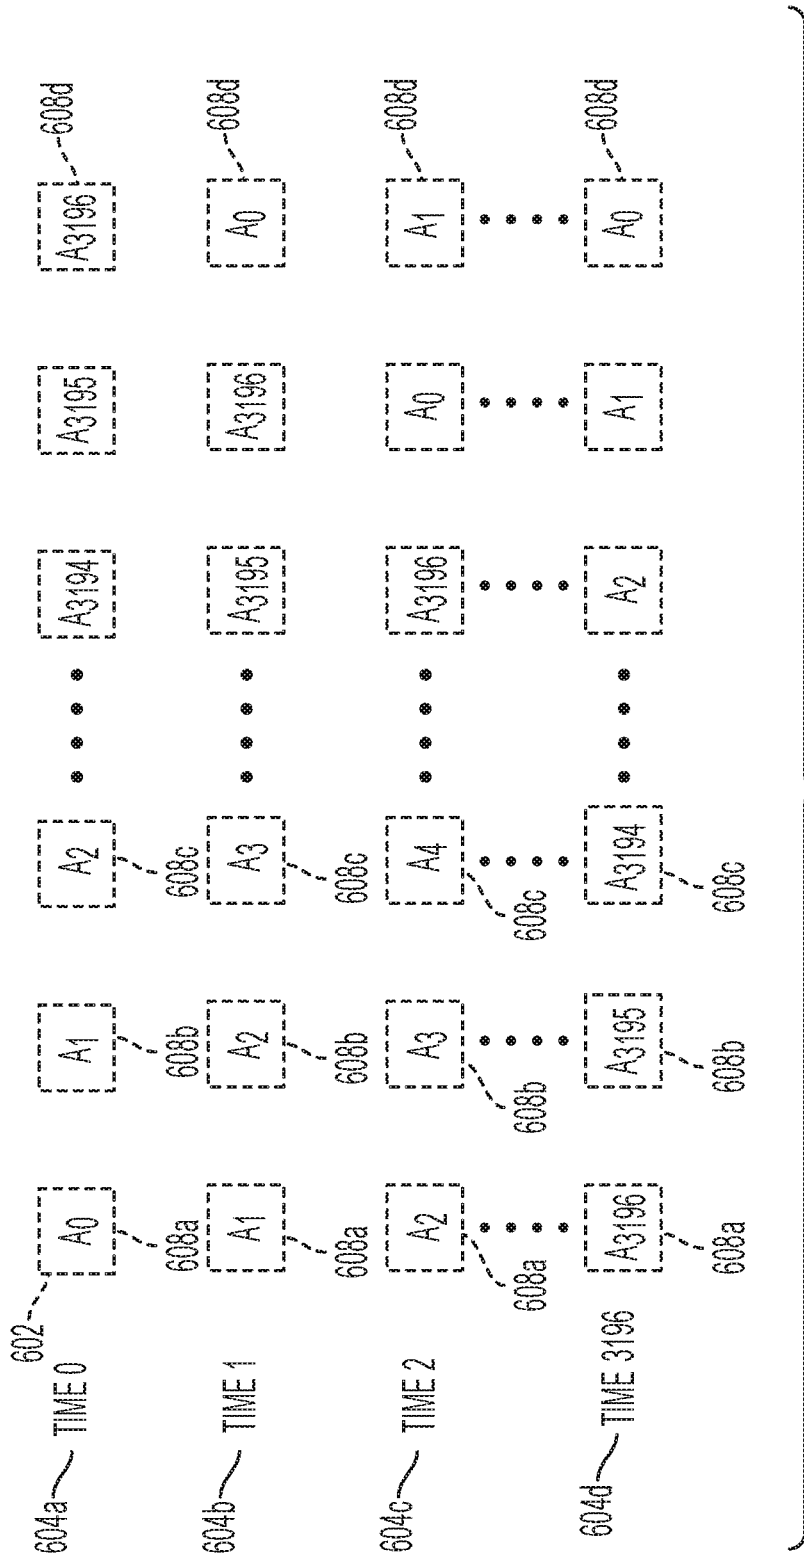 602
604a TIME 0 A0 A1 A2 • • • • A3194 A3195 A3196 608d
608a 608b 608c
604b TIME 1 A1 A2 A3 • • • • A3195 A3196 A0 608d
608a 608b 608c
604c TIME 2 A2 A3 A4 • • • • A3196 A0 A1 608d
608a 608b 608c
604d TIME 3196 A3196 A3195 A3194 • • • • A2 A1 A0 608d
608a 608b 608c